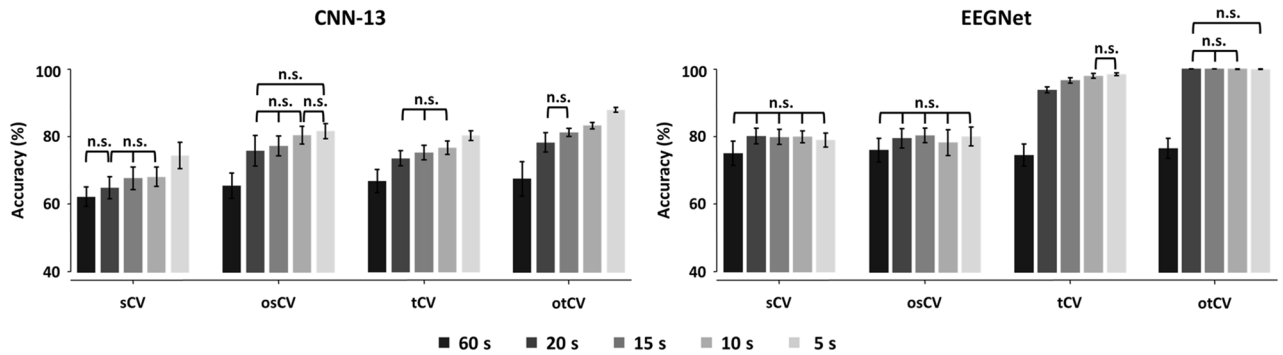 CNN-13
EEGNet
n.s.
n.s.
n.s.
n.s.
n.s.
n.s.
n.s.
n.s.
n.s.
n.s.
n.s.
n.s.
Accuracy (%)
100
80
60
40
sCV
osCV
tCV
otCV
Accuracy (%)
100
80
60
40
sCV
osCV
tCV
otCV
60 s
20 s
15 s
10 s
5 s